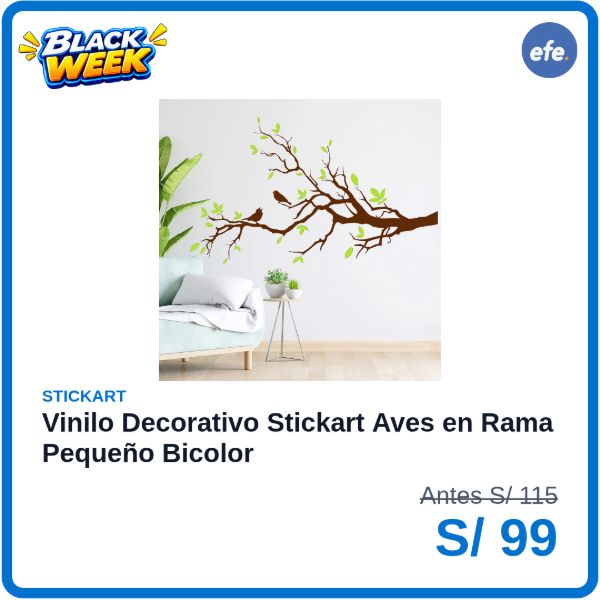 BLACK
WEEK
efe.
STICKART
Vinilo Decorativo Stickart Aves en Rama
Pequeño Bicolor
Antes S/ 115
S/ 99